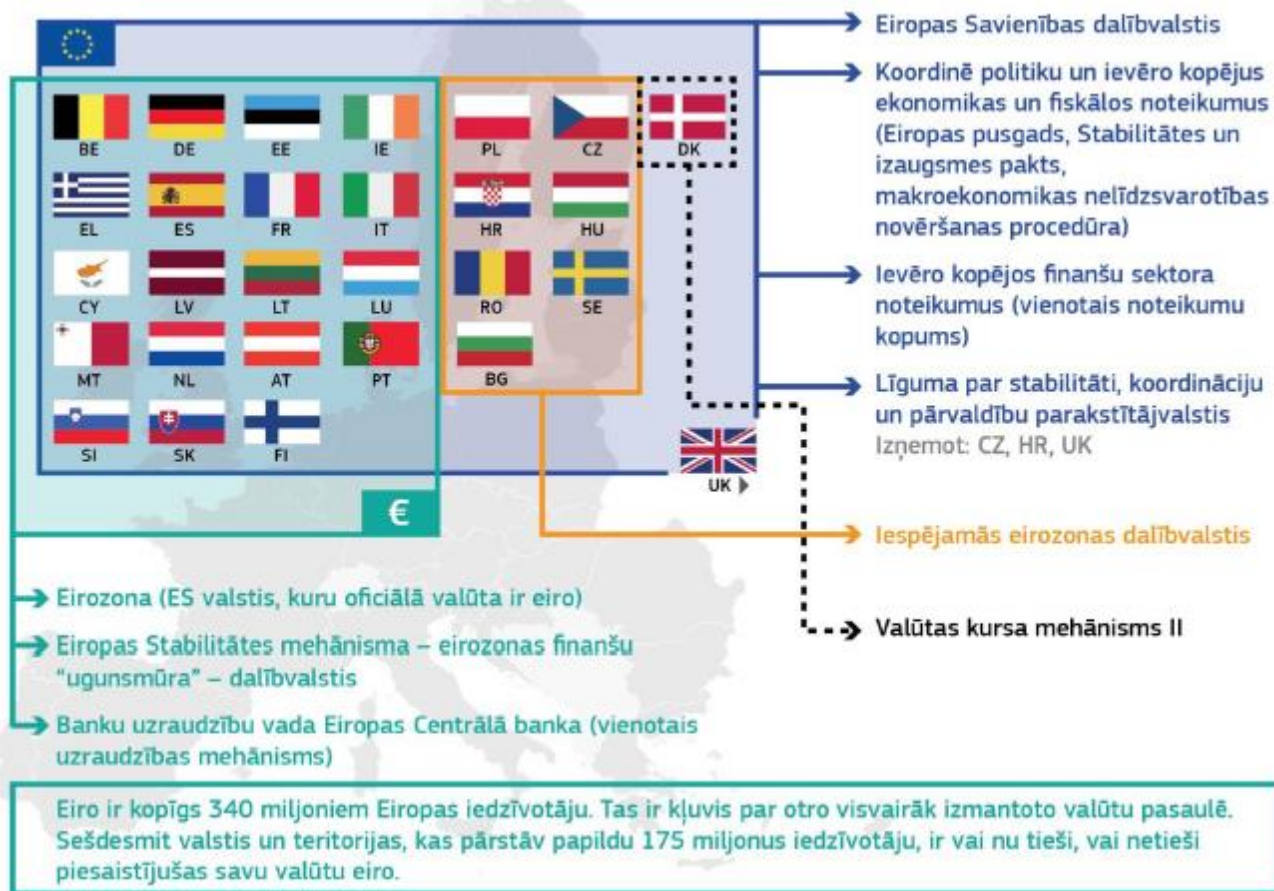 Eiropas Savienības dalībvalstis
Koordinē politiku un ievēro kopējus
ekonomikas un fiskālos noteikumus
(Eiropas pusgads, Stabilitātes un
izaugsmes pakts,
makroekonomikas nelīdzsvarotības
novēršanas procedūra)
Ievēro kopējos finanšu sektora
noteikumus (vienotais noteikumu
kopums)
Līguma par stabilitāti, koordināciju
un pārvaldību parakstītājvalstis
Izņemot: CZ, HR, UK
BE DE EE IE PL CZ DK
EL ES FR IT HR HU
CY LV LT LU RO SE
MT NL AT PT BG
SI SK FI
UK
€
Iespējamās eirozonas dalībvalstis
Valūtas kursa mehānisms II
Eirozona (ES valstis, kuru oficiālā valūta ir eiro)
Eiropas Stabilitātes mehānisma – eirozonas finanšu
“ugunsmūra” – dalībvalstis
Banku uzraudzību vada Eiropas Centrālā banka (vienotais
uzraudzības mehānisms)
Eiro ir kopīgs 340 miljoniem Eiropas iedzīvotāju. Tas ir kļuvis par otro visvairāk izmantoto valūtu pasaulē.
Sešdesmit valstis un teritorijas, kas pārstāv papildu 175 miljonus iedzīvotāju, ir vai nu tieši, vai netieši
piesaistījušas savu valūtu eiro.